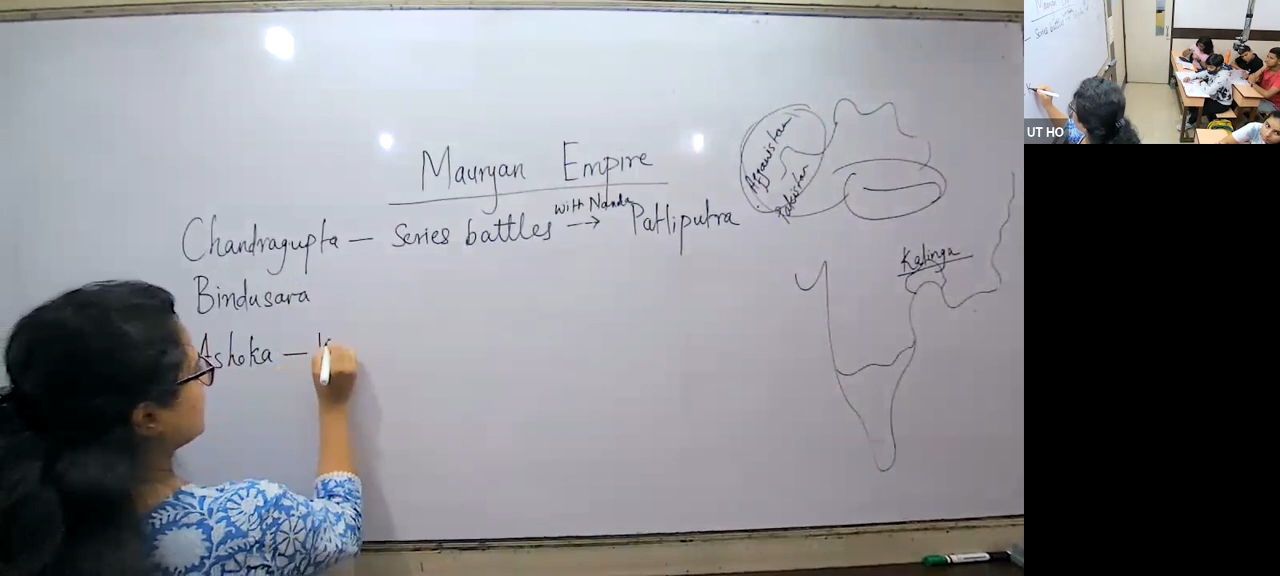 Mauryan Empire
with Nanda
Chandragupta — Series battles → Patliputra
Bindusara
Ashoka — K
Afganistan
Pakistan
Kalinga
UT HO